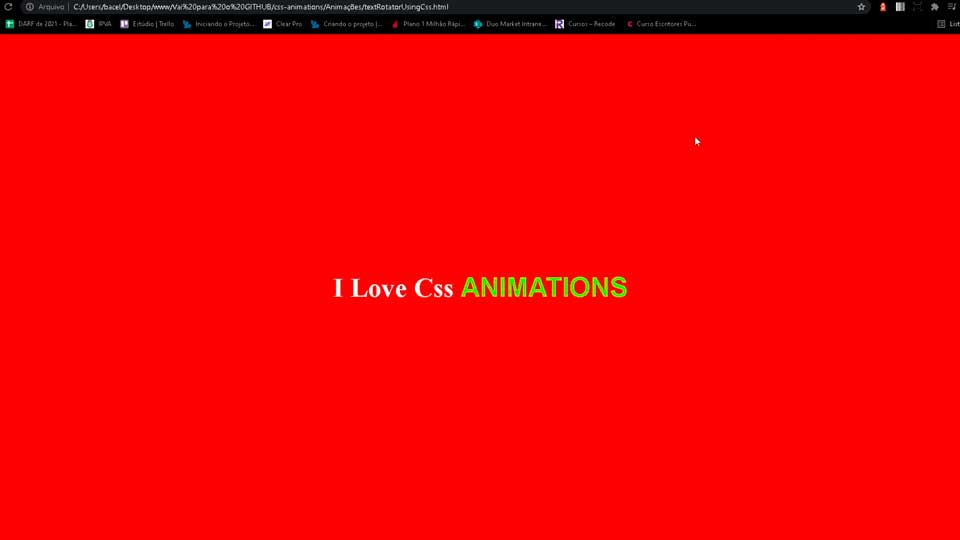 Arquivo C:/Users/bacel/Desktop/www/Vai%20para%20o%20GITHUB/css-animations/Animações/textRotatorUsingCss.html
DARF de 2021 - Pla... IPVA Estúdio | Trello Iniciando o Projeto... Clear Pro Criando o projeto |... Plano 1 Milhão Rápi... Duo Market Intrane... Cursos – Recode Curso Escritores Pu... List
I Love Css ANIMATIONS